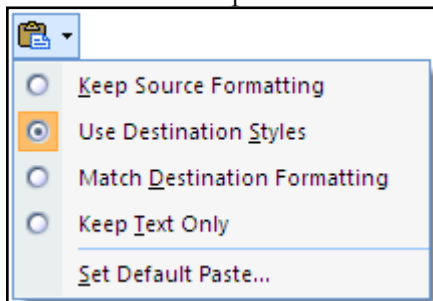 Keep Source Formatting
Use Destination Styles
Match Destination Formatting
Keep Text Only
Set Default Paste...